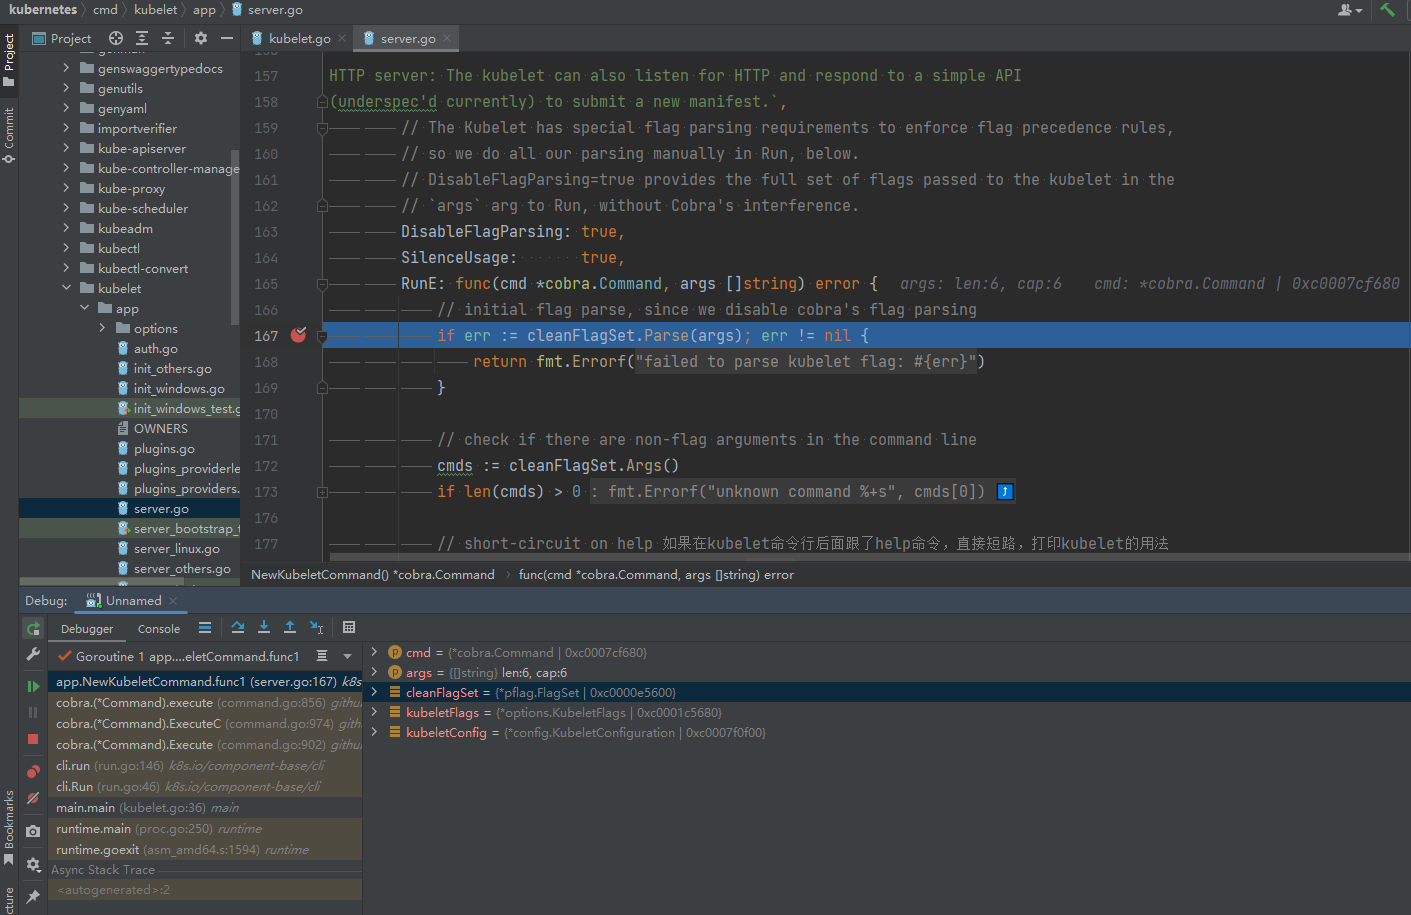 kubernetes > cmd > kubelet > app > server.go
Project
kubelet.go
server.go
Project
Commit
Bookmarks
genswaggertypedocs
genutils
genyaml
importverifier
kube-apiserver
kube-controller-manage
kube-proxy
kube-scheduler
kubeadm
kubectl
kubectl-convert
kubelet
app
options
auth.go
init_others.go
init_windows.go
init_windows_test.g
OWNERS
plugins.go
plugins_providerle
plugins_providers.
server.go
server_bootstrap_t
server_linux.go
server_others.go
157 HTTP server: The kubelet can also listen for HTTP and respond to a simple API
158 (underspec'd currently) to submit a new manifest.`,
159 // The Kubelet has special flag parsing requirements to enforce flag precedence rules,
160 // so we do all our parsing manually in Run, below.
161 // DisableFlagParsing=true provides the full set of flags passed to the kubelet in the
162 // `args` arg to Run, without Cobra's interference.
163 DisableFlagParsing: true,
164 SilenceUsage: true,
165 RunE: func(cmd *cobra.Command, args []string) error { args: len:6, cap:6 cmd: *cobra.Command | 0xc0007cf680
166 // initial flag parse, since we disable cobra's flag parsing
167 if err := cleanFlagSet.Parse(args); err != nil {
168 return fmt.Errorf("failed to parse kubelet flag: #{err}")
169 }
170
171 // check if there are non-flag arguments in the command line
172 cmds := cleanFlagSet.Args()
173 if len(cmds) > 0 : fmt.Errorf("unknown command %+s", cmds[0])
176
177 // short-circuit on help 如果在kubelet命令行后面跟了help命令，直接短路，打印kubelet的用法
NewKubeletCommand() *cobra.Command > func(cmd *cobra.Command, args []string) error
Debug: Unnamed
Debugger Console
Goroutine 1 app....eletCommand.func1
app.NewKubeletCommand.func1 (server.go:167) k8s
cobra.(*Command).execute (command.go:856) githu
cobra.(*Command).ExecuteC (command.go:974) gith
cobra.(*Command).Execute (command.go:902) githu
cli.run (run.go:146) k8s.io/component-base/cli
cli.Run (run.go:46) k8s.io/component-base/cli
main.main (kubelet.go:36) main
runtime.main (proc.go:250) runtime
runtime.goexit (asm_amd64.s:1594) runtime
Async Stack Trace
<autogenerated>:2
cmd = {*cobra.Command | 0xc0007cf680}
args = {[]string} len:6, cap:6
cleanFlagSet = {*pflag.FlagSet | 0xc0000e5600}
kubeletFlags = {*options.KubeletFlags | 0xc0001c5680}
kubeletConfig = {*config.KubeletConfiguration | 0xc0007f0f00}
cture